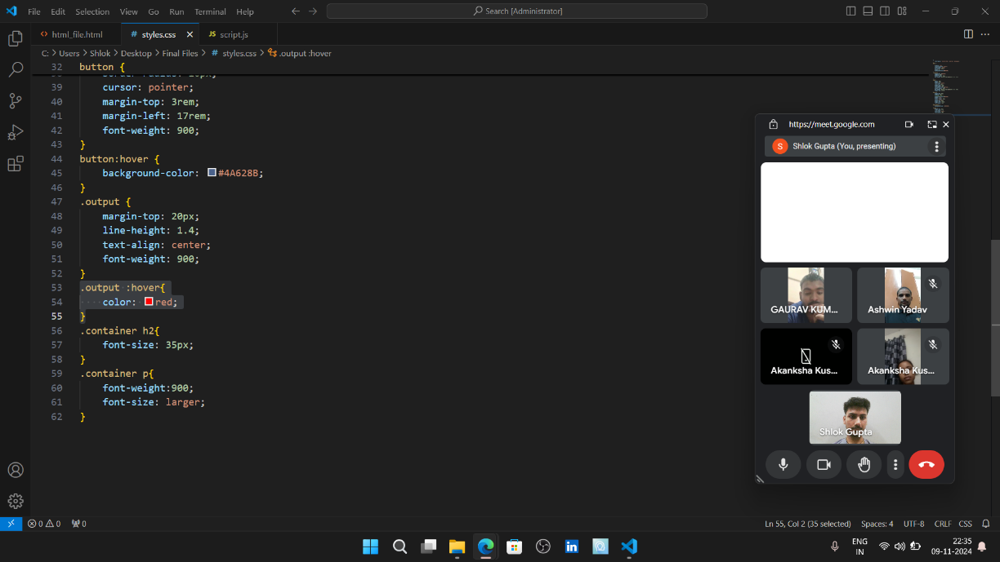 File Edit Selection View Go Run Terminal Help
Search [Administrator]
html_file.html
# styles.css
JS script.js
C: > Users > Shlok > Desktop > Final Files > # styles.css > .output :hover
32 button {
39 cursor: pointer;
40 margin-top: 3rem;
41 margin-left: 17rem;
42 font-weight: 900;
43 }
44 button:hover {
45 background-color: #4A628B;
46 }
47 .output {
48 margin-top: 20px;
49 line-height: 1.4;
50 text-align: center;
51 font-weight: 900;
52 }
53 .output :hover{
54 color: red;
55 }
56 .container h2{
57 font-size: 35px;
58 }
59 .container p{
60 font-weight:900;
61 font-size: larger;
62 }
https://meet.google.com
S Shlok Gupta (You, presenting)
GAURAV KUM...
Ashwin Yadav
Akanksha Kus...
Akanksha Kus...
Shlok Gupta
0 0 0
Ln 55, Col 2 (35 selected) Spaces: 4 UTF-8 CRLF CSS
ENG
IN
22:35
09-11-2024